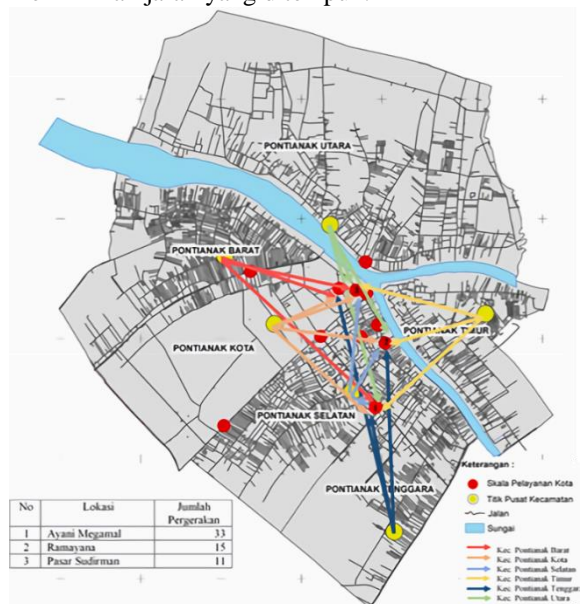 PONTIANAK UTARA
PONTIANAK BARAT
PONTIANAK TIMUR
PONTIANAK KOTA
PONTIANAK SELATAN
PONTIANAK TENGGARA
Keterangan :
Skala Pelayanan Kota
Titik Pusat Kecamatan
Jalan
Sungai
Kec Pontianak Barat
Kec Pontianak Kota
Kec Pontianak Selatan
Kec Pontianak Timur
Kec Pontianak Tenggara
Kec Pontianak Utara
No Lokasi Jumlah
Pergerakan
1 Ayani Megamal 33
2 Ramayana 15
3 Pasar Sudirman 11